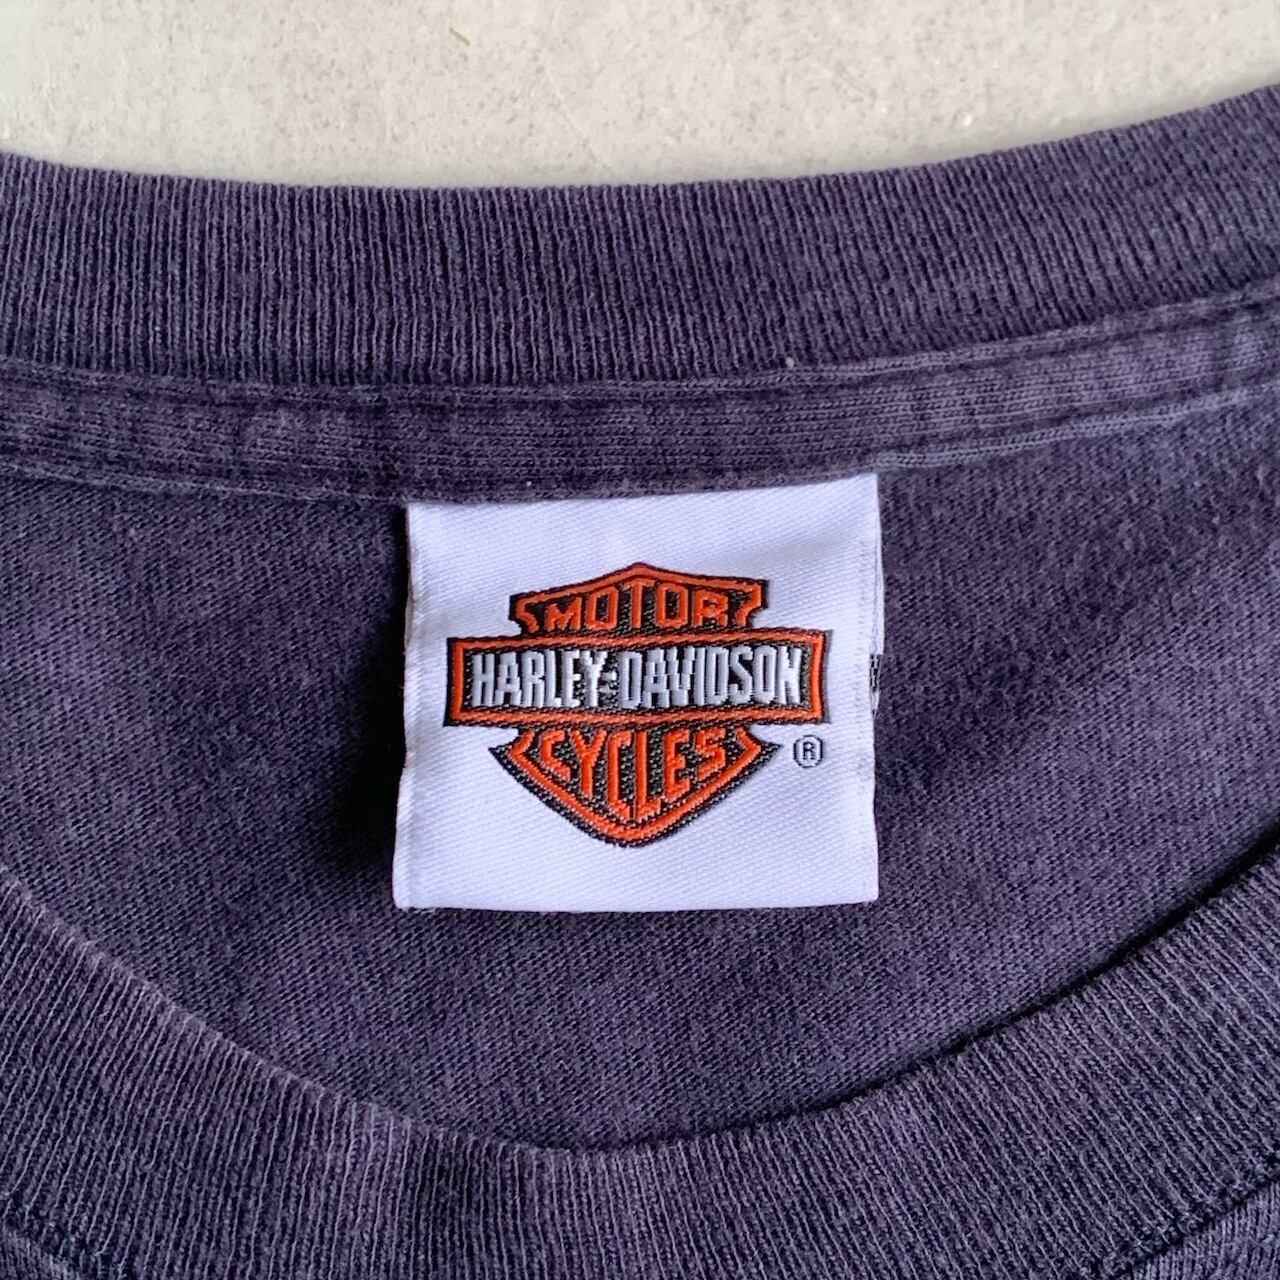 MOTOR
HARLEY-DAVIDSON
CYCLES
®